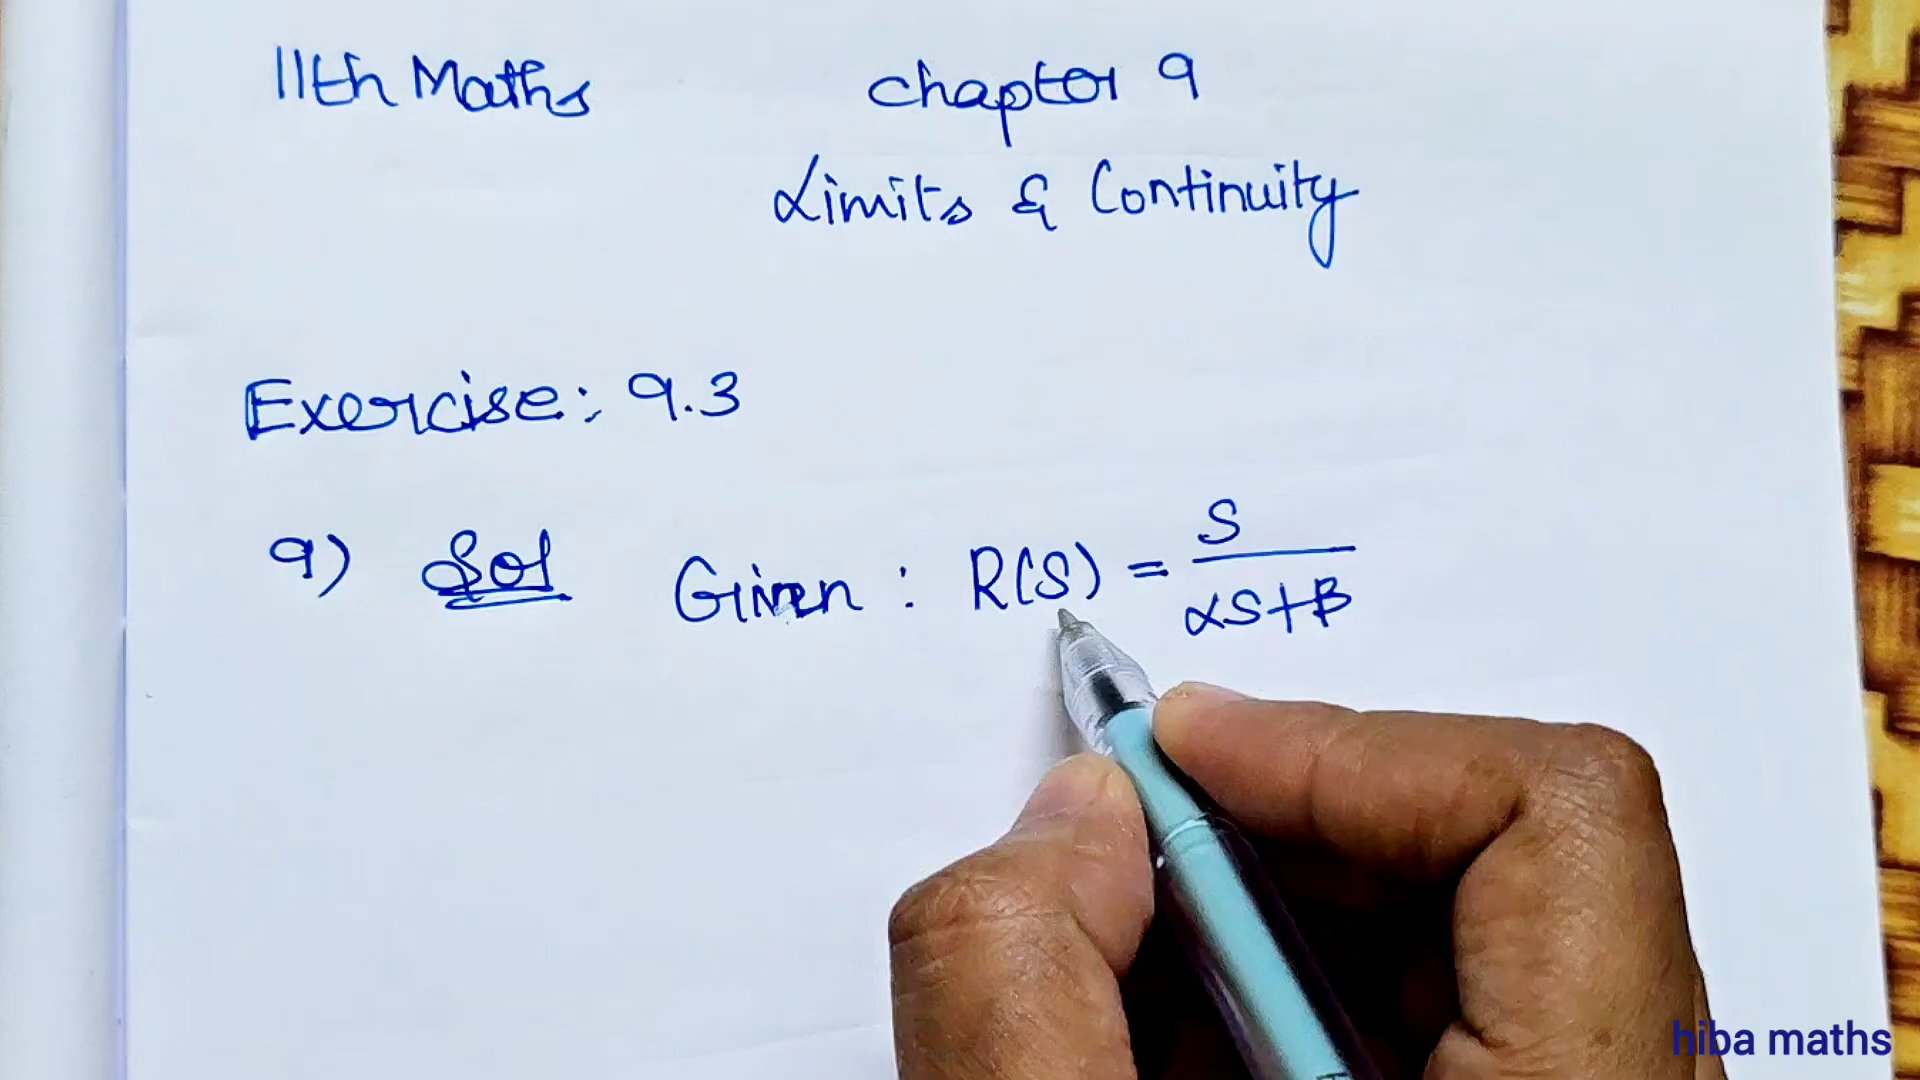 11th Maths chapter 9
Limits & Continuity
Exercise: 9.3
9) Sol Given : R(S) = S / αS+β
hiba maths